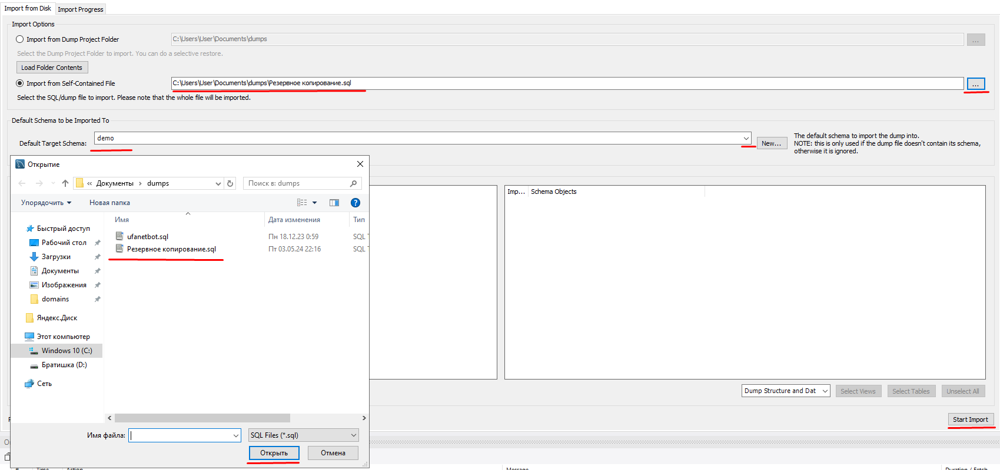 Import from Disk Import Progress
Import Options
Import from Dump Project Folder C:\Users\User\Documents\dumps ...
Select the Dump Project Folder to import. You can do a selective restore.
Load Folder Contents
Import from Self-Contained File C:\Users\User\Documents\dumps\Резервное копирование.sql ...
Select the SQL/dump file to import. Please note that the whole file will be imported.
Default Schema to be Imported To
Default Target Schema: demo New...
The default schema to import the dump into.
NOTE: this is only used if the dump file doesn't contain its schema,
otherwise it is ignored.
Открытие
« Документы › dumps Поиск в: dumps
Упорядочить Новая папка
Имя Дата изменения Тип
ufanetbot.sql Пн 18.12.23 0:59 SQL
Резервное копирование.sql Пт 03.05.24 22:16 SQL
Быстрый доступ
Рабочий стол
Загрузки
Документы
Изображения
domains
Яндекс.Диск
Этот компьютер
Windows 10 (C:)
Братишка (D:)
Сеть
Имя файла: SQL Files (*.sql)
Открыть Отмена
Imp... Schema Objects
Dump Structure and Dat Select Views Select Tables Unselect All
Start Import
# Time Action Message Duration / Fetch